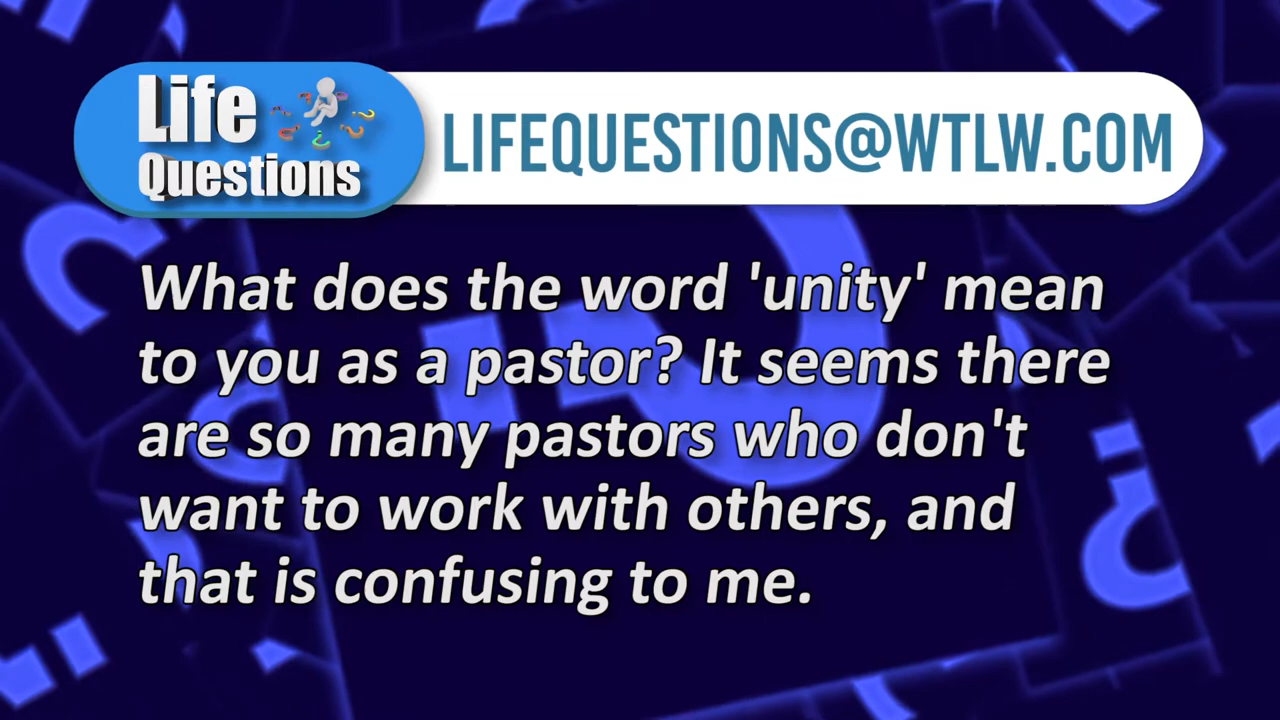 Life
Questions
LIFEQUESTIONS@WTLW.COM
What does the word 'unity' mean
to you as a pastor? It seems there
are so many pastors who don't
want to work with others, and
that is confusing to me.